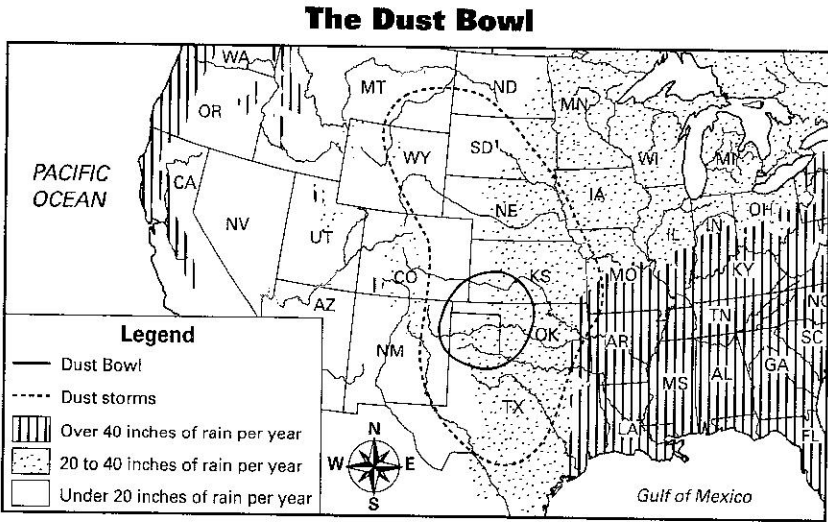 The Dust Bowl
WA
MT
ND
MN
OR
SD
WI
MI
WY
PACIFIC
OCEAN
CA
IA
NE
OH
IN
NV
UT
IL
CO
KS
MO
KY
AZ
NC
TN
OK
AR
SC
NM
GA
MS
AL
TX
LA
FL
Legend
Dust Bowl
Dust storms
Over 40 inches of rain per year
20 to 40 inches of rain per year
Under 20 inches of rain per year
N
W E
S
Gulf of Mexico